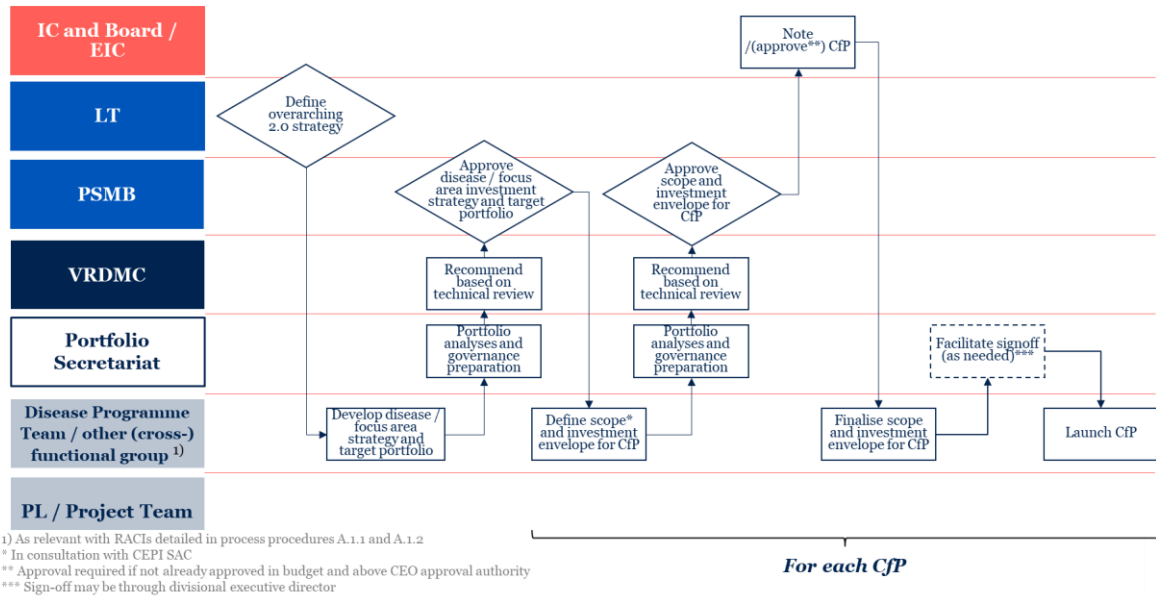 IC and Board /
EIC
LT
PSMB
VRDMC
Portfolio
Secretariat
Disease Programme
Team / other (cross-)
functional group 1)
PL / Project Team
Define
overarching
2.0 strategy
Develop disease /
focus area
strategy and
target portfolio
Portfolio
analyses and
governance
preparation
Recommend
based on
technical review
Approve
disease / focus
area investment
strategy and target
portfolio
Define scope*
and investment
envelope for CfP
Portfolio
analyses and
governance
preparation
Recommend
based on
technical review
Approve
scope and
investment
envelope for
CfP
Note
/(approve**) CfP
Finalise scope
and investment
envelope for CfP
Facilitate signoff
(as needed)***
Launch CfP
For each CfP
1) As relevant with RACIs detailed in process procedures A.1.1 and A.1.2
* In consultation with CEPI SAC
** Approval required if not already approved in budget and above CEO approval authority
*** Sign-off may be through divisional executive director